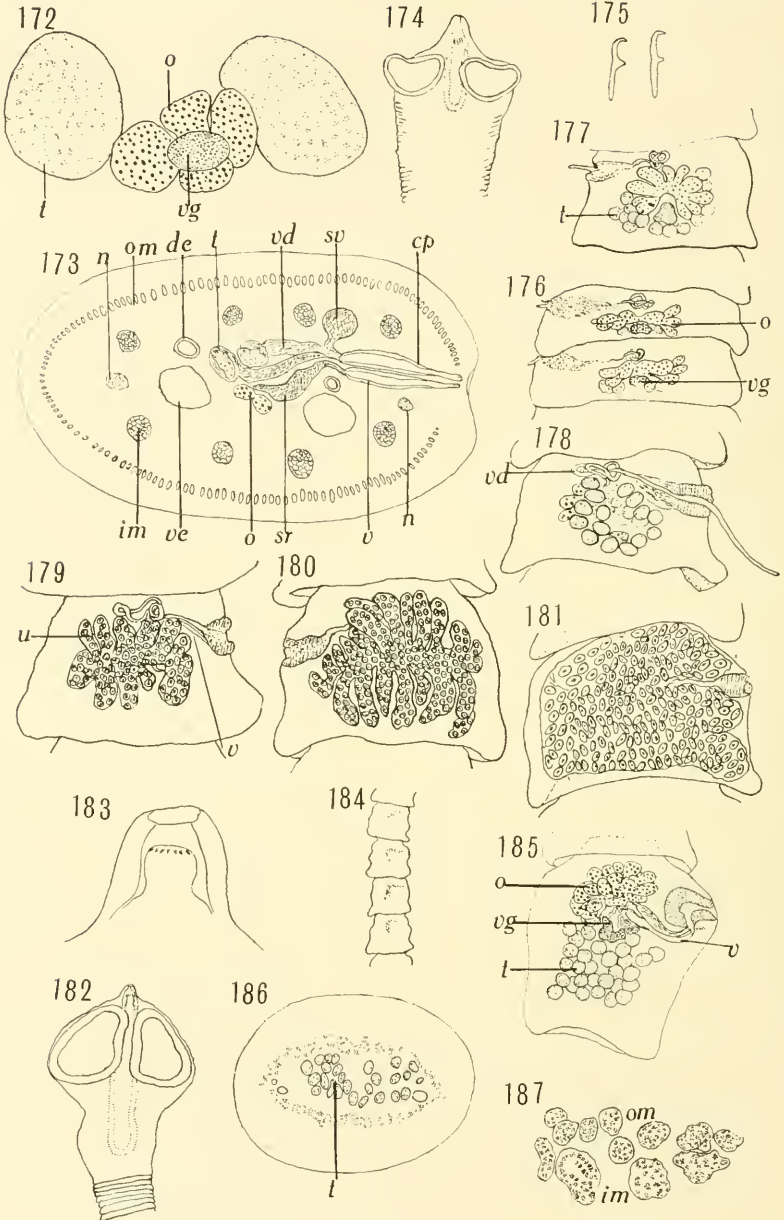 172
o
t
vg
174
175
177
t
173
n om de t vd sv cp
im ve o sr v n
176
o
vg
178
vd
179
u
v
180
181
183
184
185
o
vg
t
v
182
186
t
187
om
im